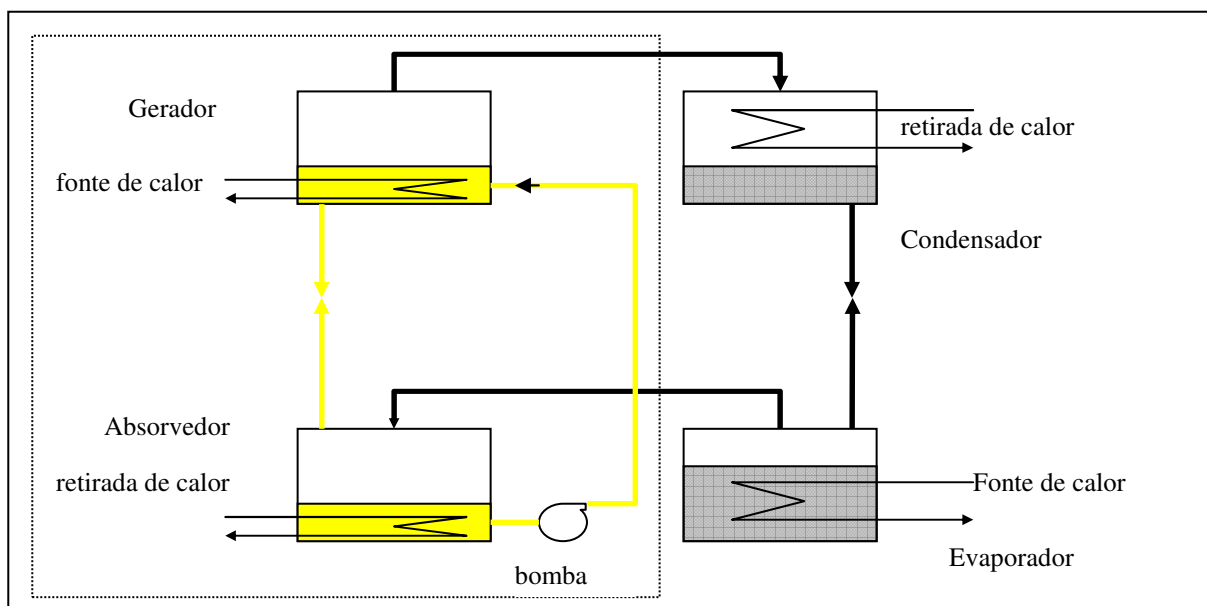 Gerador
retirada de calor
fonte de calor
Condensador
Absorvedor
retirada de calor
Fonte de calor
Evaporador
bomba